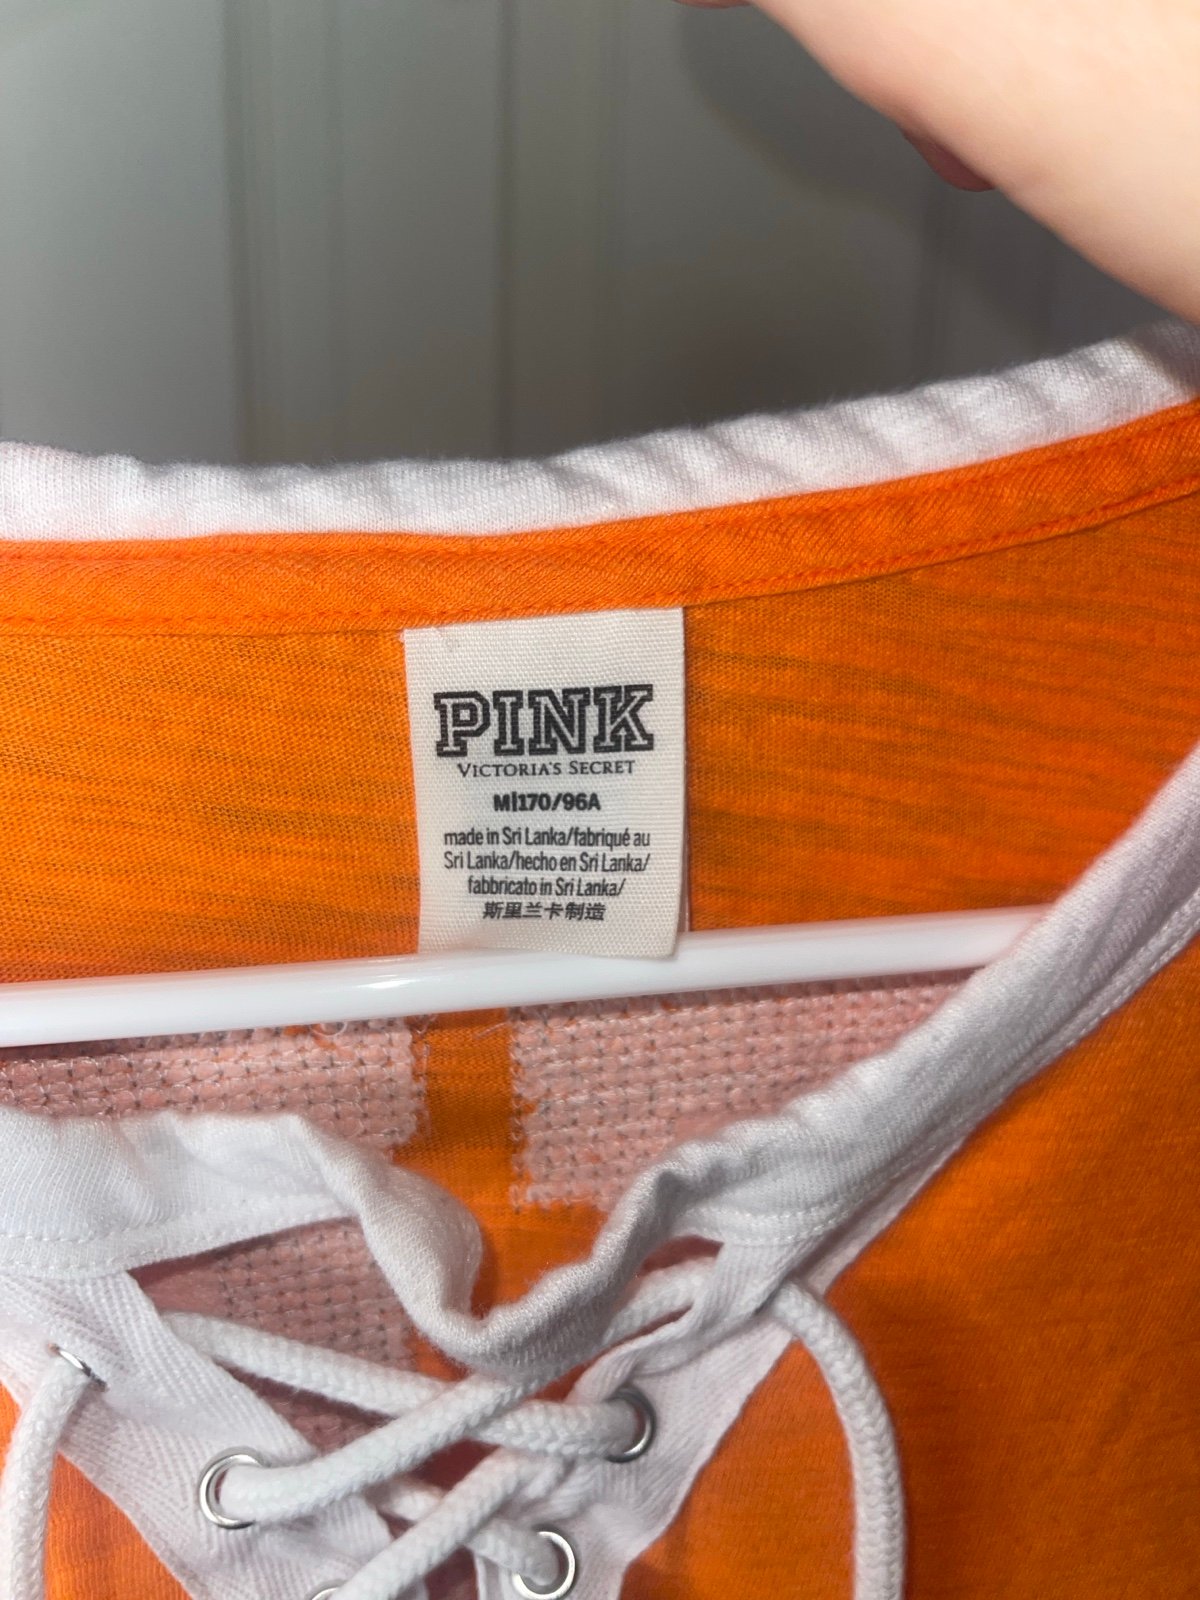 PINK
VICTORIA'S SECRET
M|170/96A
made in Sri Lanka/fabriqué au
Sri Lanka/hecho en Sri Lanka/
fabbricato in Sri Lanka/
斯里兰卡制造